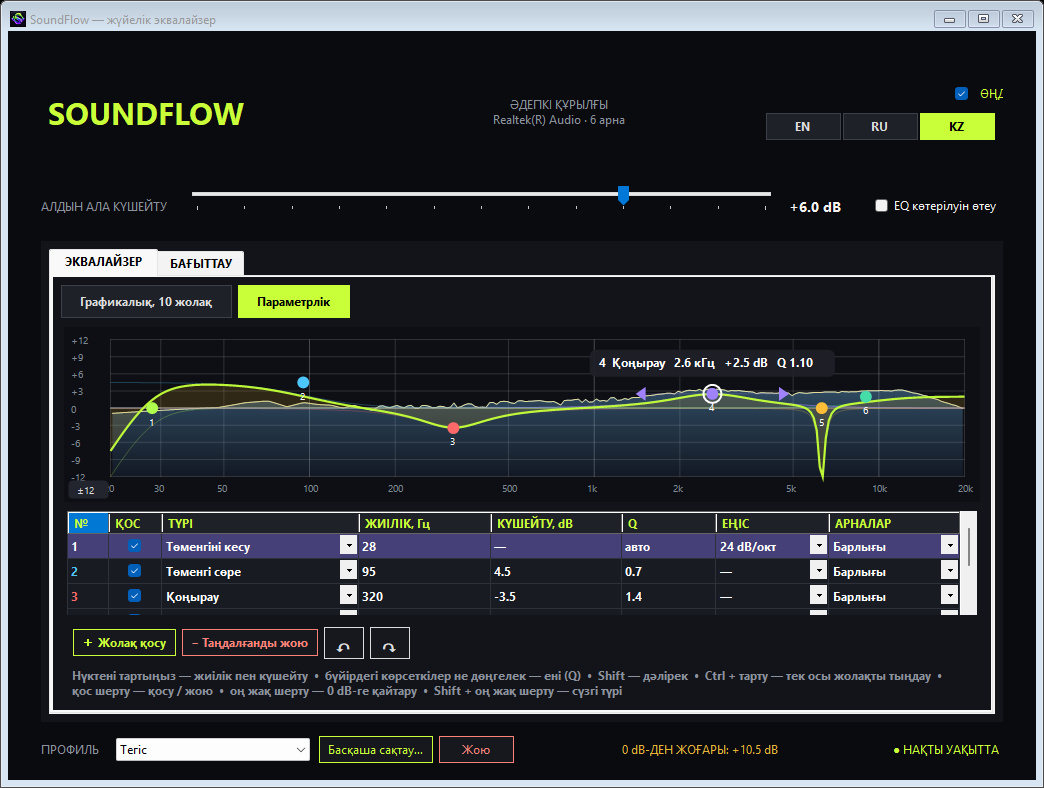 SoundFlow — жүйелік эквалайзер
SOUNDFLOW
ӘДЕПКІ ҚҰРЫЛҒЫ
Realtek(R) Audio · 6 арна
ӨҢД
EN RU KZ
АЛДЫН АЛА КҮШЕЙТУ
+6.0 dB
EQ көтерілуін өтеу
ЭКВАЛАЙЗЕР БАҒЫТТАУ
Графикалық, 10 жолақ Параметрлік
4 Қоңырау 2.6 кГц +2.5 dB Q 1.10
+12
+9
+6
+3
0
-3
-6
-9
-12
1 2 3 4 5 6
±12
0 30 50 100 200 500 1k 2k 5k 10k 20k
№ ҚОС ТҮРІ ЖИІЛІК, Гц КҮШЕЙТУ, dB Q ЕҢІС АРНАЛАР
1 Төменгіні кесу 28 — авто 24 dB/окт Барлығы
2 Төменгі сөре 95 4.5 0.7 — Барлығы
3 Қоңырау 320 -3.5 1.4 — Барлығы
+ Жолақ қосу – Таңдалғанды жою
Нүктені тартыңыз — жиілік пен күшейту • бүйірдегі көрсеткілер не дөңгелек — ені (Q) • Shift — дәлірек • Ctrl + тарту — тек осы жолақты тыңдау •
қос шерту — қосу / жою • оң жақ шерту — 0 dB-ге қайтару • Shift + оң жақ шерту — сүзгі түрі
ПРОФИЛЬ Тегіс Басқаша сақтау... Жою 0 dB-ДЕН ЖОҒАРЫ: +10.5 dB ● НАҚТЫ УАҚЫТТА